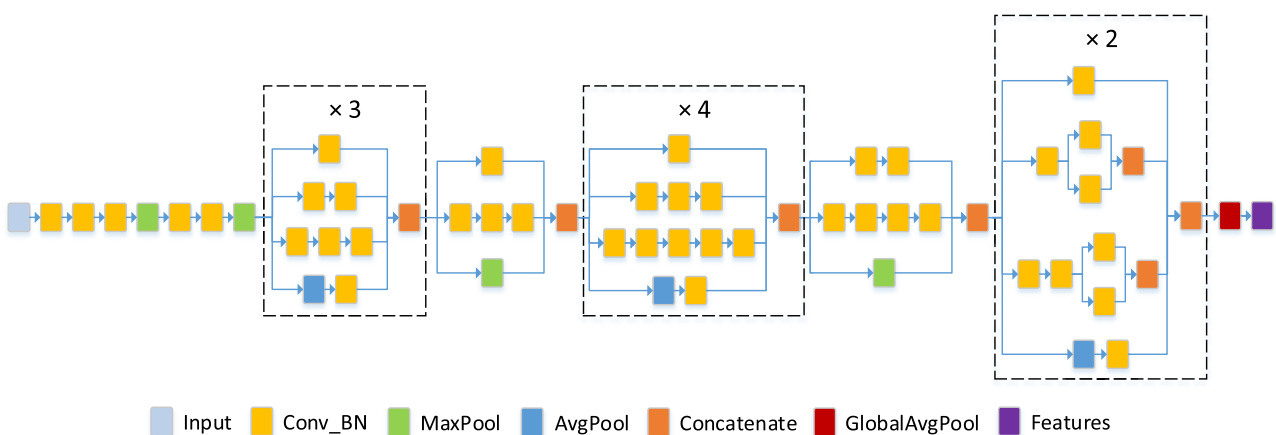 × 2
× 3
× 4
Input
Conv_BN
MaxPool
AvgPool
Concatenate
GlobalAvgPool
Features